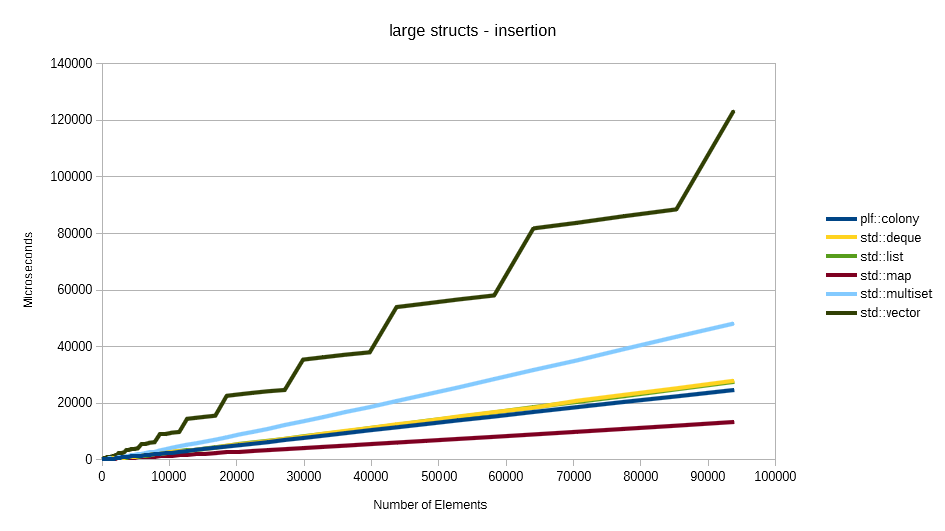 large structs - insertion
140000
120000
100000
80000
60000
40000
20000
0
Microseconds
0 10000 20000 30000 40000 50000 60000 70000 80000 90000 100000
Number of Elements
plf::colony
std::deque
std::list
std::map
std::multiset
std::vector